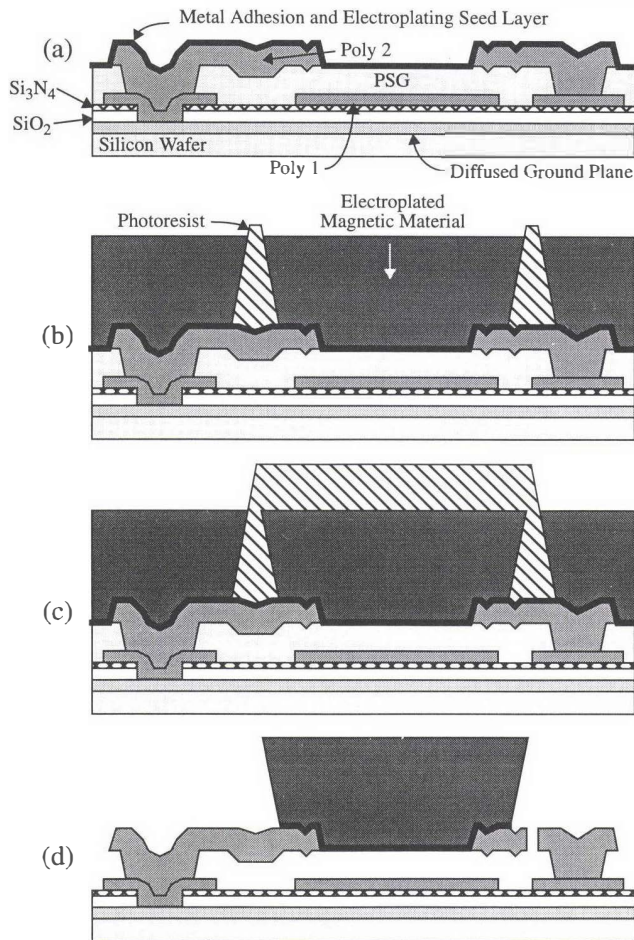 (a)
Metal Adhesion and Electroplating Seed Layer
Poly 2
PSG
Si₃N₄
SiO₂
Silicon Wafer
Poly 1
Diffused Ground Plane
Photoresist
Electroplated
Magnetic Material
(b)
(c)
(d)